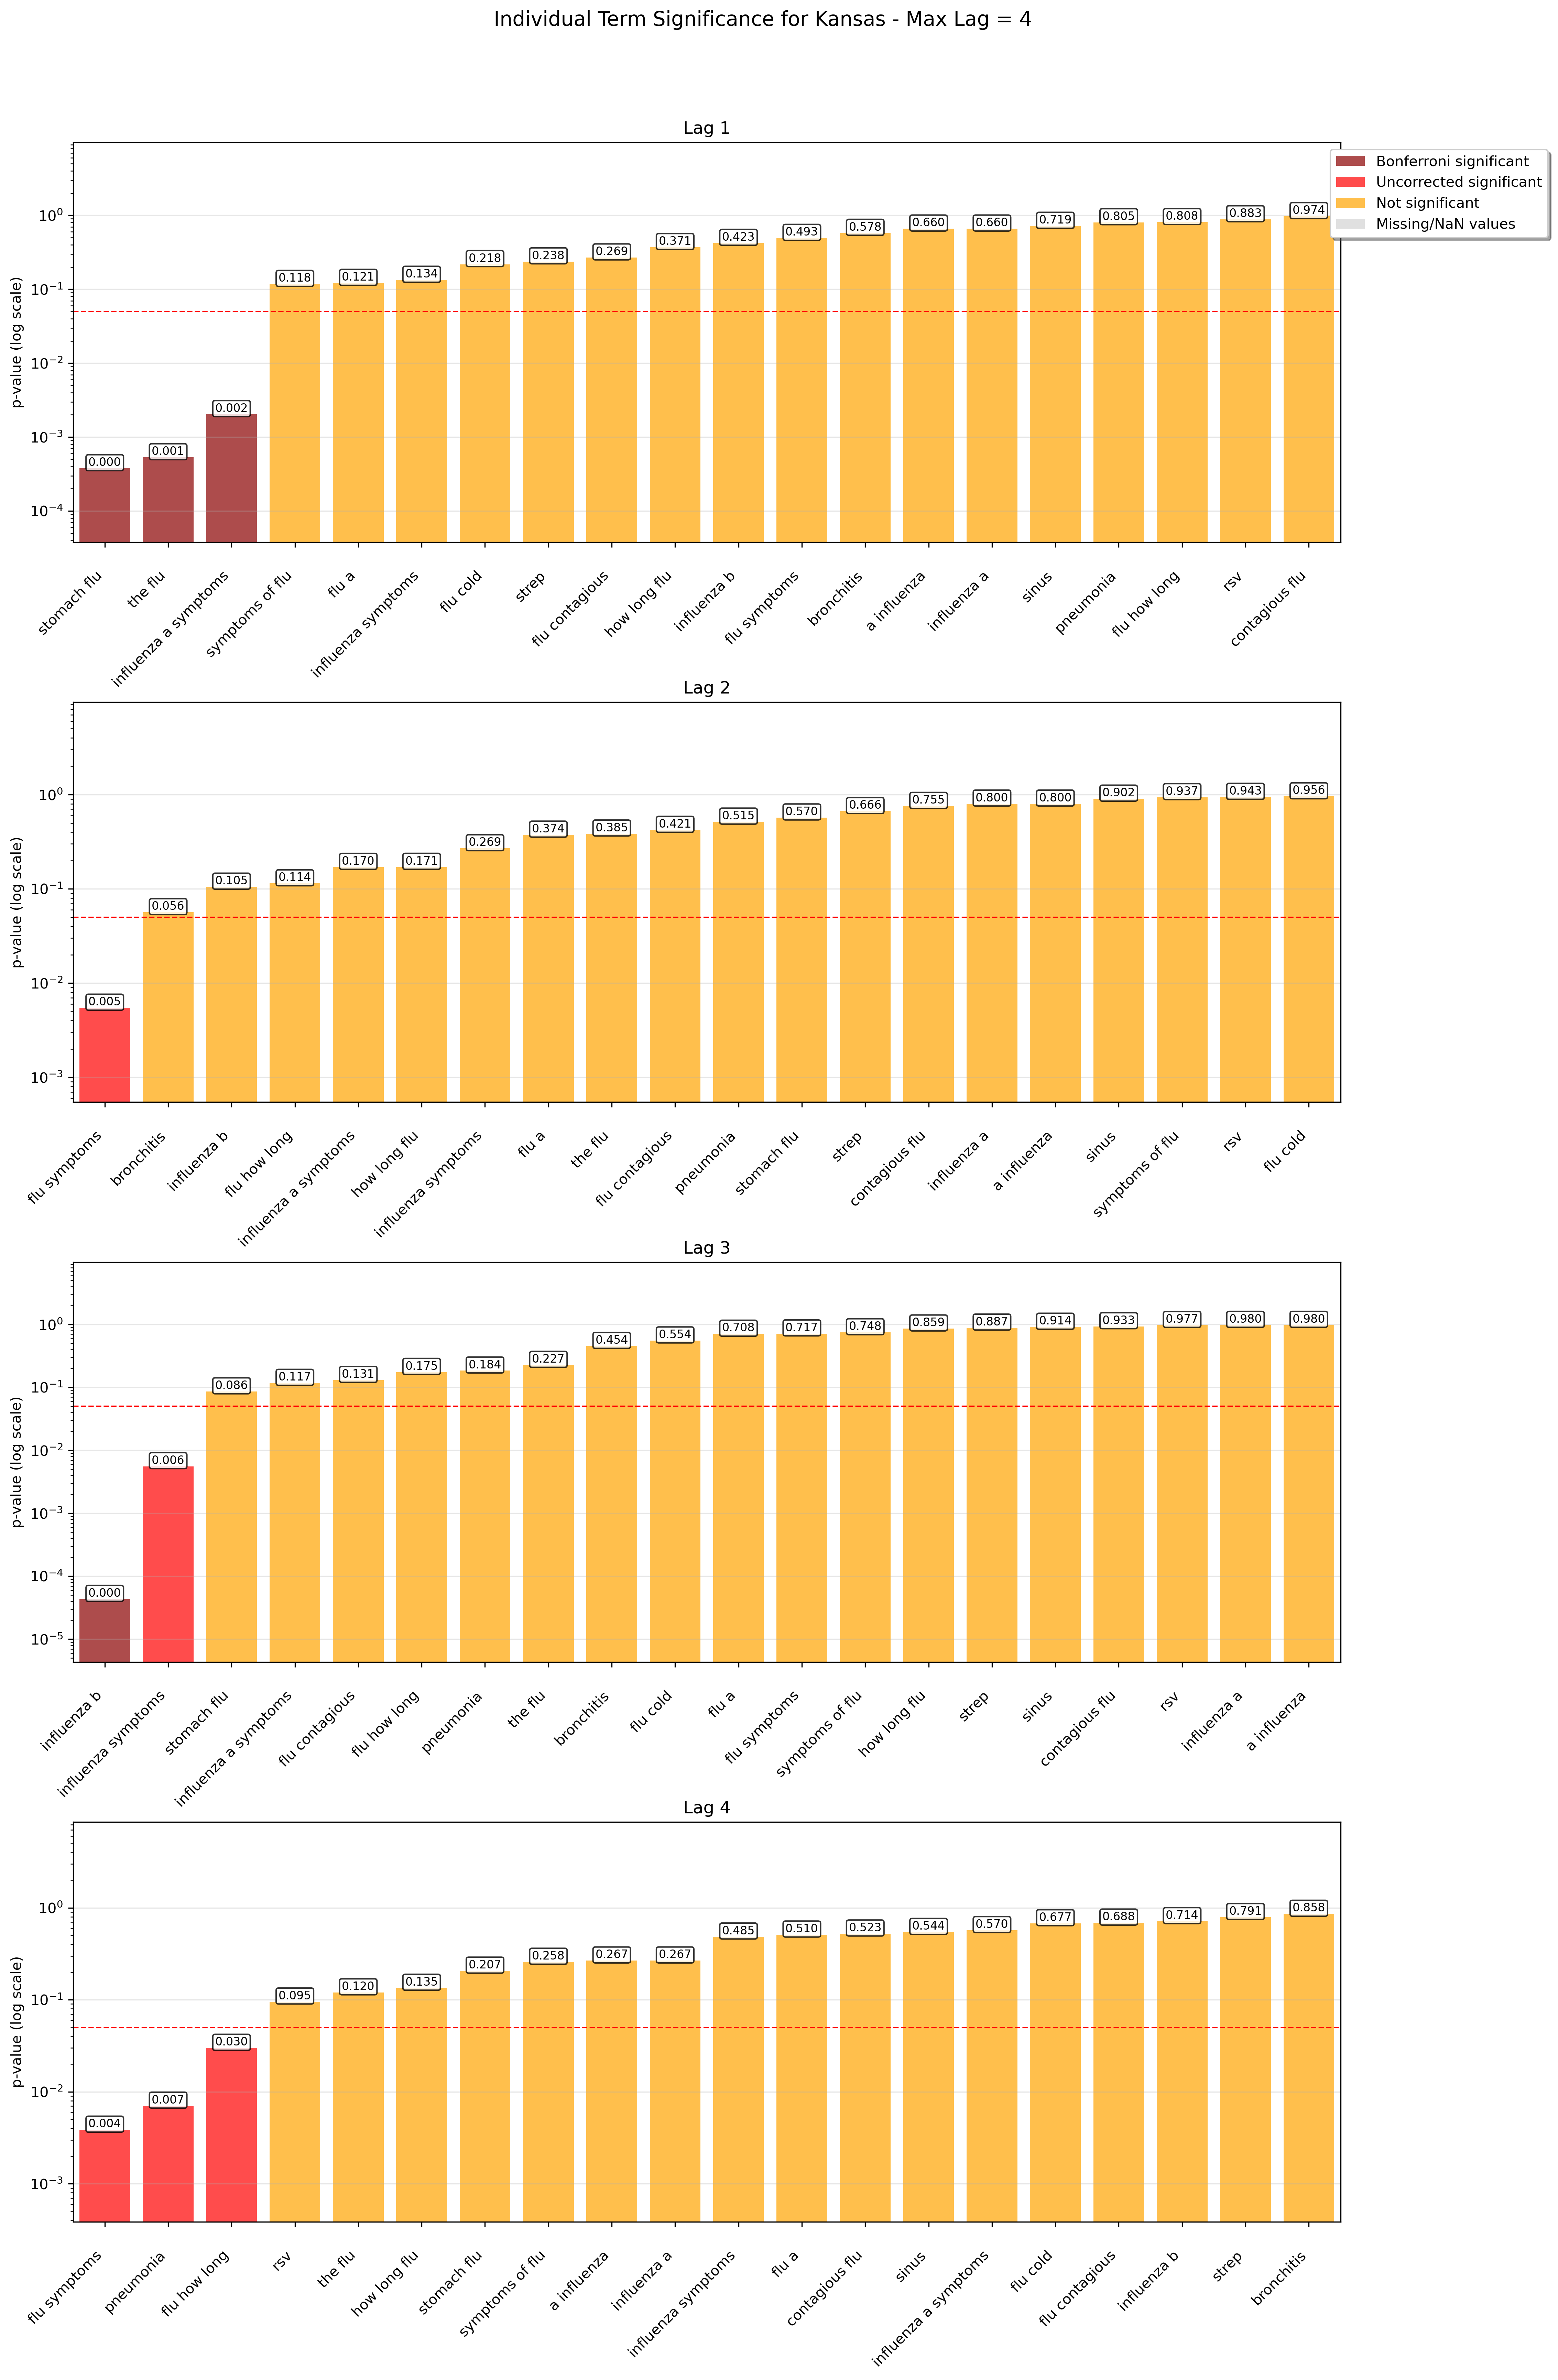 Individual Term Significance for Kansas - Max Lag = 4
Lag 1
Bonferroni significant
Uncorrected significant
Not significant
Missing/NaN values
p-value (log scale)
10⁰
10⁻¹
10⁻²
10⁻³
10⁻⁴
0.000
0.001
0.002
0.118
0.121
0.134
0.218
0.238
0.269
0.371
0.423
0.493
0.578
0.660
0.660
0.719
0.805
0.808
0.883
0.974
stomach flu
the flu
influenza a symptoms
symptoms of flu
flu a
influenza symptoms
flu cold
strep
flu contagious
how long flu
influenza b
flu symptoms
bronchitis
a influenza
influenza a
sinus
pneumonia
flu how long
rsv
contagious flu
Lag 2
p-value (log scale)
10⁰
10⁻¹
10⁻²
10⁻³
0.005
0.056
0.105
0.114
0.170
0.171
0.269
0.374
0.385
0.421
0.515
0.570
0.666
0.755
0.800
0.800
0.902
0.937
0.943
0.956
flu symptoms
bronchitis
influenza b
flu how long
influenza a symptoms
how long flu
influenza symptoms
flu a
the flu
flu contagious
pneumonia
stomach flu
strep
contagious flu
influenza a
a influenza
sinus
symptoms of flu
rsv
flu cold
Lag 3
p-value (log scale)
10⁰
10⁻¹
10⁻²
10⁻³
10⁻⁴
10⁻⁵
0.000
0.006
0.086
0.117
0.131
0.175
0.184
0.227
0.454
0.554
0.708
0.717
0.748
0.859
0.887
0.914
0.933
0.977
0.980
0.980
influenza b
influenza symptoms
stomach flu
influenza a symptoms
flu contagious
flu how long
pneumonia
the flu
bronchitis
flu cold
flu a
flu symptoms
symptoms of flu
how long flu
strep
sinus
contagious flu
rsv
influenza a
a influenza
Lag 4
p-value (log scale)
10⁰
10⁻¹
10⁻²
10⁻³
0.004
0.007
0.030
0.095
0.120
0.135
0.207
0.258
0.267
0.267
0.485
0.510
0.523
0.544
0.570
0.677
0.688
0.714
0.791
0.858
flu symptoms
pneumonia
flu how long
rsv
the flu
how long flu
stomach flu
symptoms of flu
a influenza
influenza a
influenza symptoms
flu a
contagious flu
sinus
influenza a symptoms
flu cold
flu contagious
influenza b
strep
bronchitis